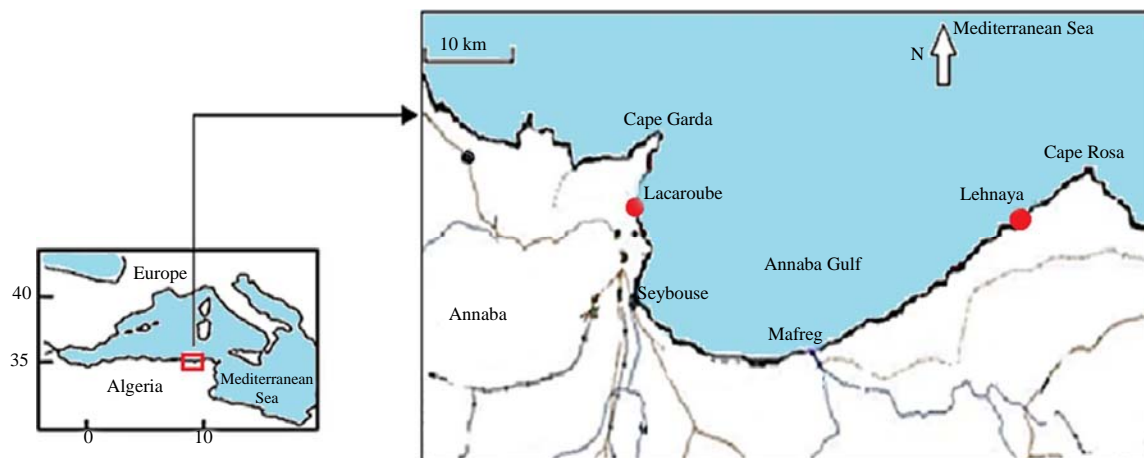 Mediterranean Sea
10 km
N
Cape Garda
Cape Rosa
Lacaroube
Lehnaya
Annaba Gulf
Seybouse
Annaba
Mafreg
Europe
40
35
Algeria
Mediterranean
Sea
0
10